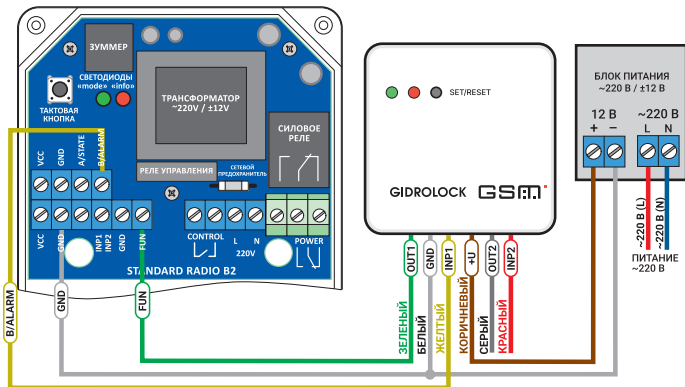 ЗУММЕР
СВЕТОДИОДЫ
«mode» «info»
ТАКТОВАЯ
КНОПКА
ТРАНСФОРМАТОР
~220V / ±12V
СИЛОВОЕ
РЕЛЕ
РЕЛЕ УПРАВЛЕНИЯ
СЕТЕВОЙ
ПРЕДОХРАНИТЕЛЬ
VCC
GND
A/STATE
B/ALARM
VCC
GND
INP1
INP2
GND
FUN
CONTROL
L
N
220V
POWER
STANDARD RADIO B2
B/ALARM
GND
FUN
SET/RESET
GIDROLOCK GSM
OUT1
GND
INP1
+U
OUT2
INP2
ЗЕЛЕНЫЙ
БЕЛЫЙ
ЖЕЛТЫЙ
КОРИЧНЕВЫЙ
СЕРЫЙ
КРАСНЫЙ
БЛОК ПИТАНИЯ
~220 В / ±12 В
12 В
~220 В
+
−
L
N
~220 В (L)
~220 В (N)
ПИТАНИЕ
~220 В